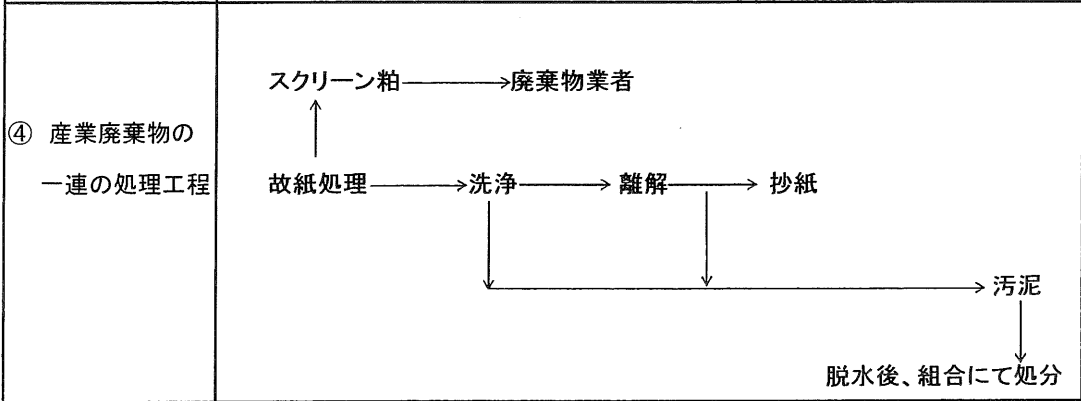 ④ 産業廃棄物の
一連の処理工程
スクリーン粕 廃棄物業者
故紙処理 洗浄 離解 抄紙
汚泥
脱水後、組合にて処分